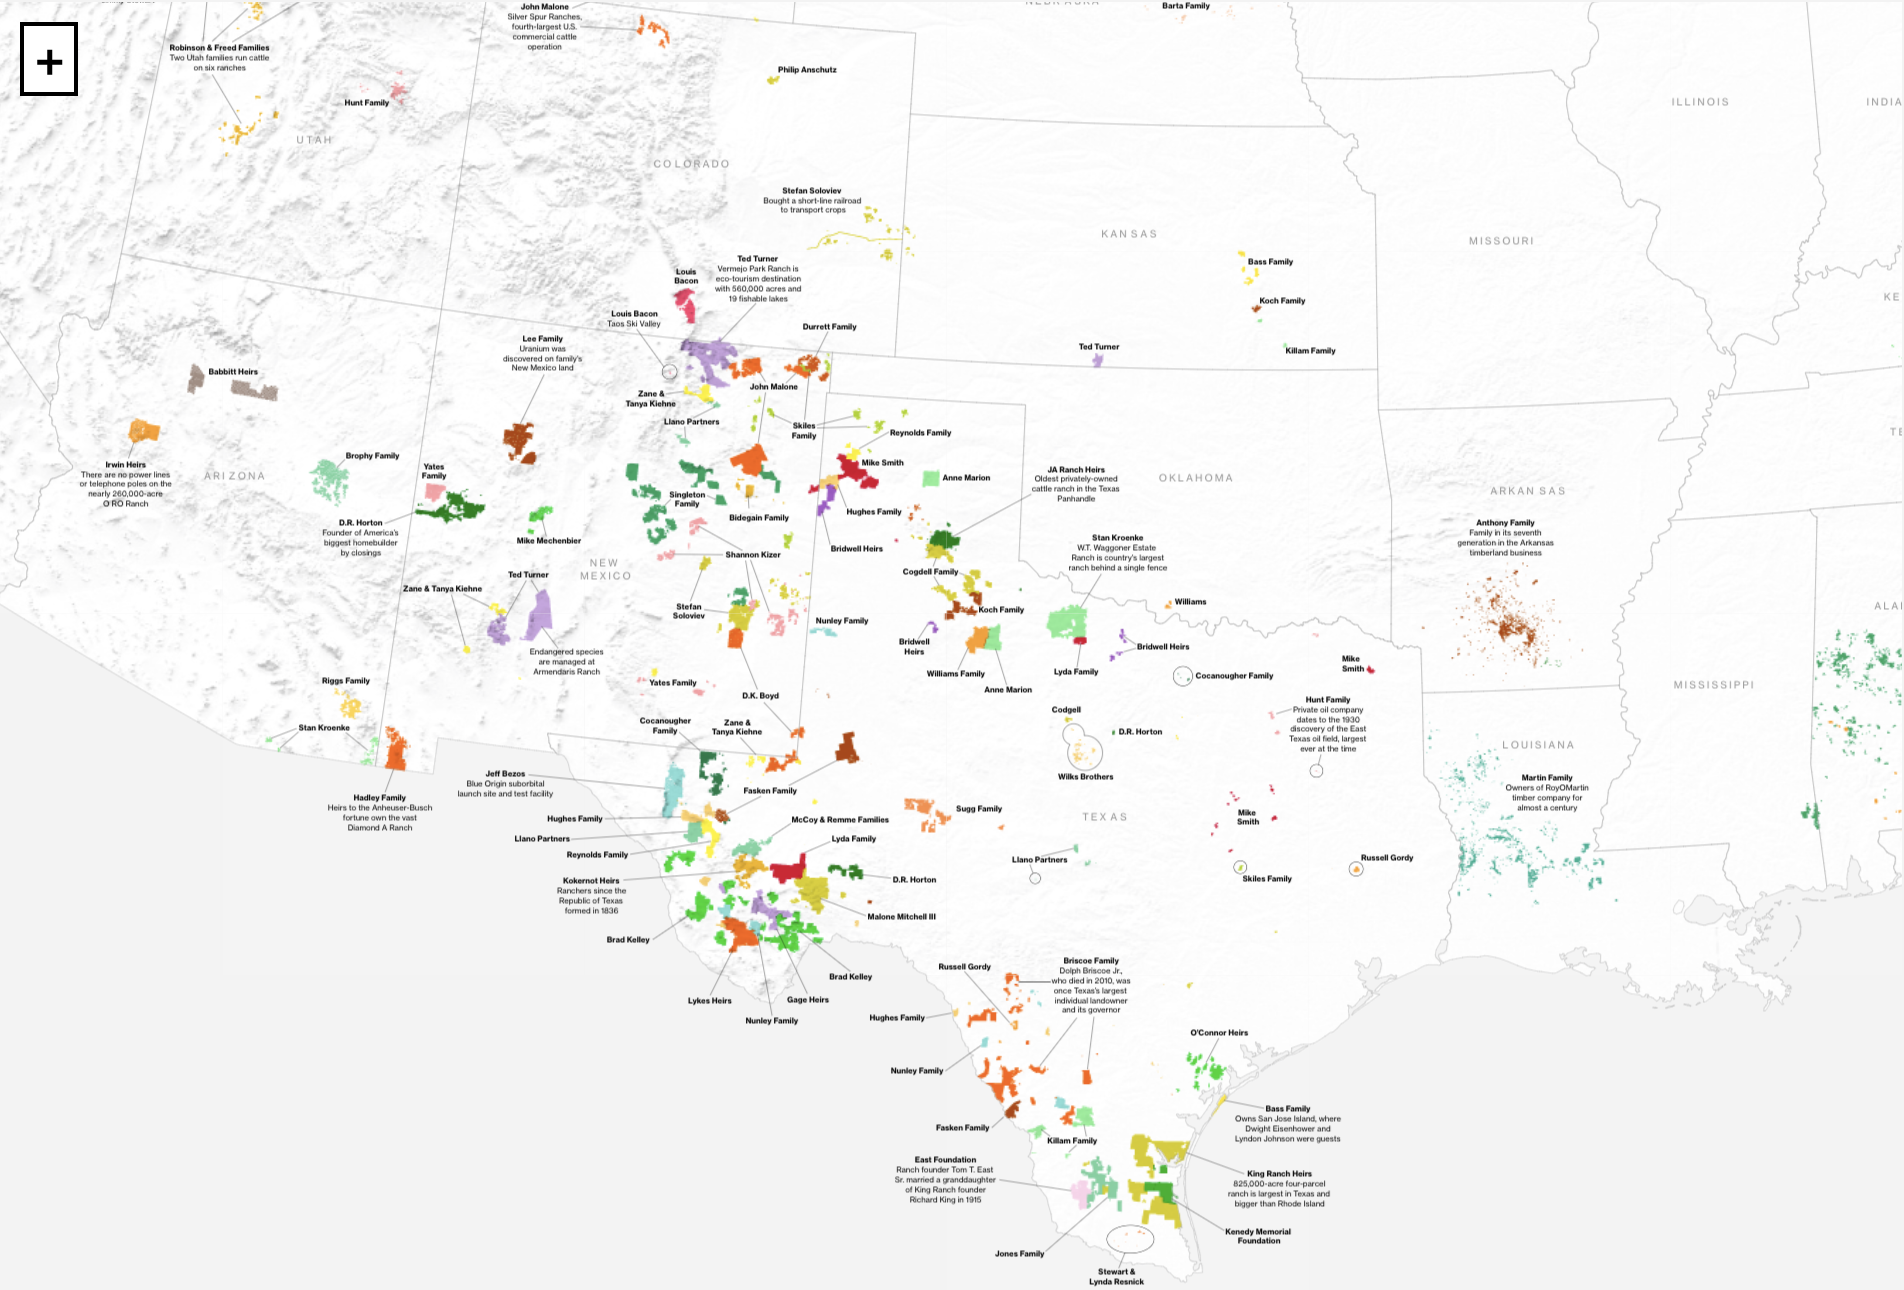 John Malone
Silver Spur Ranches,
fourth-largest U.S.
commercial cattle
operation
Barta Family
+
Robinson & Freed Families
Two Utah families run cattle
on six ranches
Hunt Family
Philip Anschutz
UTAH
COLORADO
ILLINOIS
INDIA
Stefan Soloviev
Bought a short-line railroad
to transport crops
KANSAS
MISSOURI
Bass Family
Koch Family
KE
Killam Family
Ted Turner
Ted Turner
Vermejo Park Ranch is
eco-tourism destination
with 560,000 acres and
19 fishable lakes
Louis
Bacon
Louis Bacon
Taos Ski Valley
Durrett Family
Lee Family
Uranium was
discovered on family's
New Mexico land
Babbitt Heirs
John Malone
Zane &
Tanya Kiehne
Llano Partners
Skiles
Family
Reynolds Family
Mike Smith
Anne Marion
JA Ranch Heirs
Oldest privately-owned
cattle ranch in the Texas
Panhandle
OKLAHOMA
TE
ARKANSAS
Irwin Heirs
There are no power lines
or telephone poles on the
nearly 260,000-acre
O RO Ranch
ARIZONA
Brophy Family
Yates
Family
D.R. Horton
Founder of America's
biggest homebuilder
by closings
Mike Mechenbier
Singleton
Family
Bidegain Family
Hughes Family
Bridwell Heirs
Shannon Kizer
NEW
MEXICO
Stan Kroenke
W.T. Waggoner Estate
Ranch is country's largest
ranch behind a single fence
Anthony Family
Family in its seventh
generation in the Arkansas
timberland business
Zane & Tanya Kiehne
Ted Turner
Endangered species
are managed at
Armendaris Ranch
Stefan
Soloviev
Nunley Family
Cogdell Family
Koch Family
Bridwell
Heirs
Williams Family
Anne Marion
Williams
Bridwell Heirs
Lyda Family
Cocanougher Family
Mike
Smith
ALA
MISSISSIPPI
Riggs Family
Stan Kroenke
Yates Family
D.K. Boyd
Cocanougher
Family
Zane &
Tanya Kiehne
Codgell
D.R. Horton
Wilks Brothers
Hunt Family
Private oil company
dates to the 1930
discovery of the East
Texas oil field, largest
ever at the time
LOUISIANA
Martin Family
Owners of RoyOMartin
timber company for
almost a century
Hadley Family
Heirs to the Anheuser-Busch
fortune own the vast
Diamond A Ranch
Jeff Bezos
Blue Origin suborbital
launch site and test facility
Fasken Family
Hughes Family
Llano Partners
Reynolds Family
McCoy & Remme Families
Lyda Family
Sugg Family
TEXAS
Mike
Smith
Llano Partners
Skiles Family
Russell Gordy
Kokernot Heirs
Ranchers since the
Republic of Texas
formed in 1836
D.R. Horton
Malone Mitchell III
Brad Kelley
Brad Kelley
Lykes Heirs
Gage Heirs
Nunley Family
Russell Gordy
Briscoe Family
Dolph Briscoe Jr.,
who died in 2010, was
once Texas's largest
individual landowner
and its governor
Hughes Family
O'Connor Heirs
Nunley Family
Fasken Family
Killam Family
Bass Family
Owns San Jose Island, where
Dwight Eisenhower and
Lyndon Johnson were guests
East Foundation
Ranch founder Tom T. East
Sr. married a granddaughter
of King Ranch founder
Richard King in 1915
King Ranch Heirs
825,000-acre four-parcel
ranch is largest in Texas and
bigger than Rhode Island
Kenedy Memorial
Foundation
Jones Family
Stewart &
Lynda Resnick